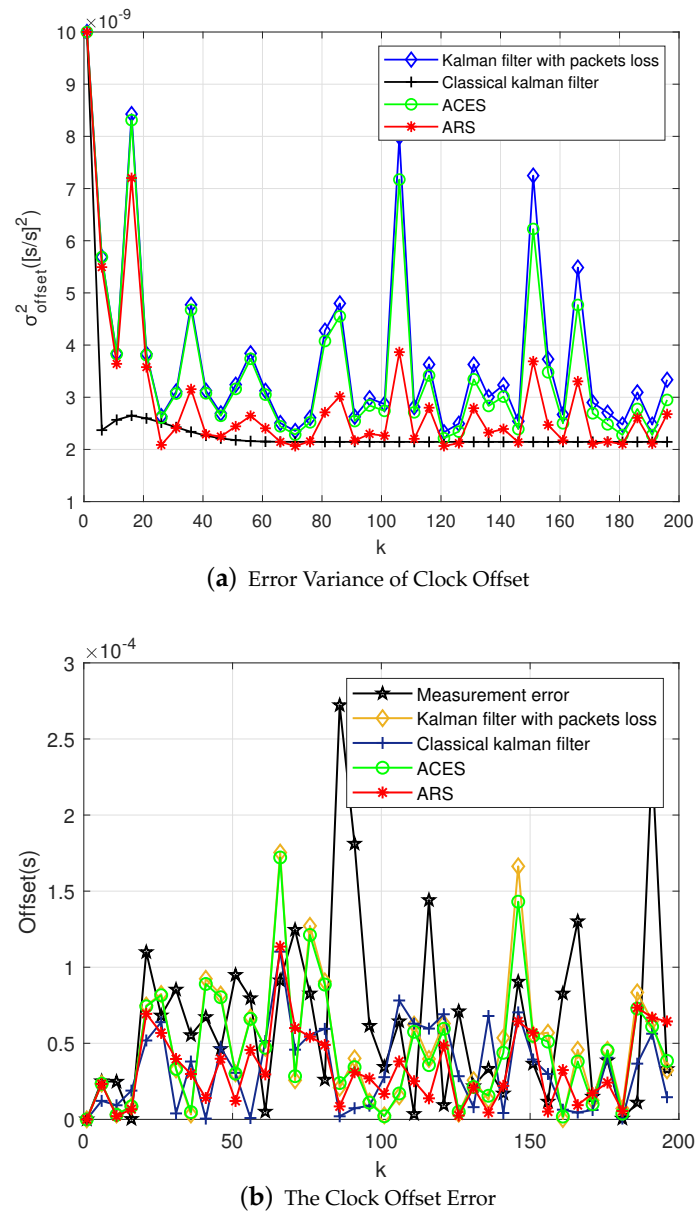 ×10⁻⁹
10
9
8
7
6
5
4
3
2
1
σ²offset([s/s]²)
Kalman filter with packets loss
Classical kalman filter
ACES
ARS
0 20 40 60 80 100 120 140 160 180 200
k
(a) Error Variance of Clock Offset
×10⁻⁴
3
2.5
2
1.5
1
0.5
0
Offset(s)
Measurement error
Kalman filter with packets loss
Classical kalman filter
ACES
ARS
0 50 100 150 200
k
(b) The Clock Offset Error